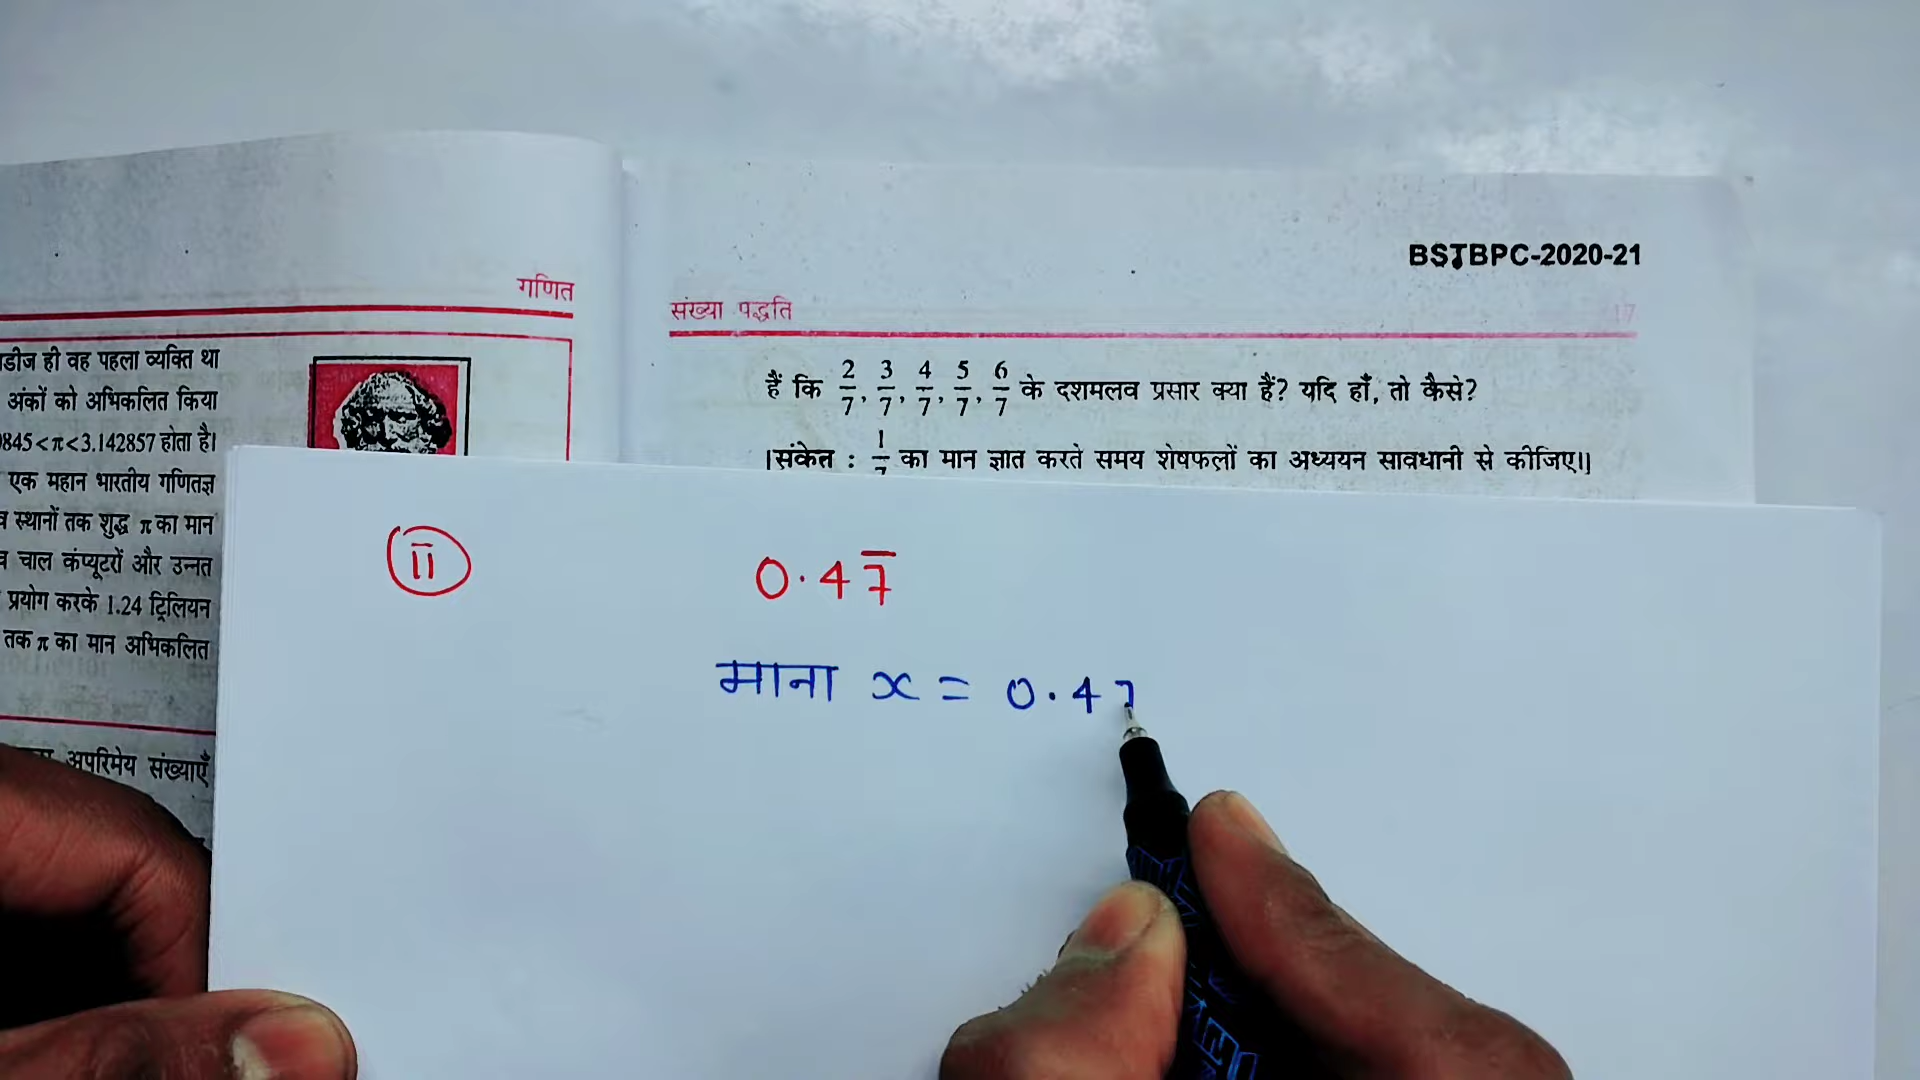 गणित
डीज ही वह पहला व्यक्ति था
अंकों को अभिकलित किया
845 < π < 3.142857 होता है।
एक महान भारतीय गणितज्ञ
स्थानों तक शुद्ध π का मान
चाल कंप्यूटरों और उन्नत
प्रयोग करके 1.24 ट्रिलियन
तक π का मान अभिकलित
अपरिमेय संख्याएँ
BSTBPC-2020-21
संख्या पद्धति 17
हैं कि 2/7, 3/7, 4/7, 5/7, 6/7 के दशमलव प्रसार क्या हैं? यदि हाँ, तो कैसे?
[संकेत : 1/7 का मान ज्ञात करते समय शेषफलों का अध्ययन सावधानी से कीजिए।]
ii 0.47̅
माना x = 0.47